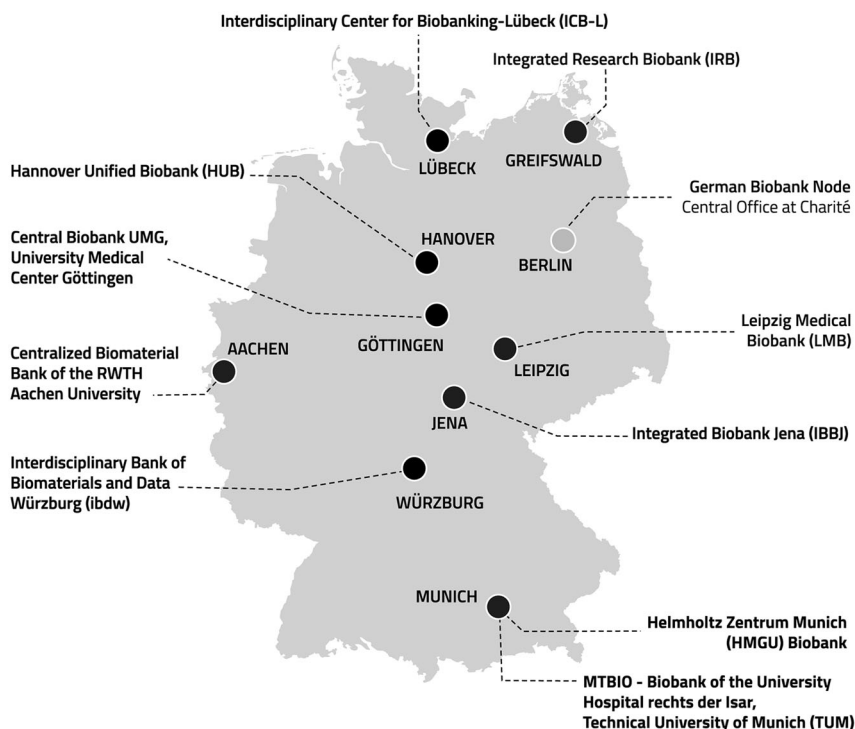 Interdisciplinary Center for Biobanking-Lübeck (ICB-L)
Integrated Research Biobank (IRB)
LÜBECK
GREIFSWALD
Hannover Unified Biobank (HUB)
German Biobank Node
Central Office at Charité
HANOVER
BERLIN
Central Biobank UMG,
University Medical
Center Göttingen
GÖTTINGEN
Leipzig Medical
Biobank (LMB)
LEIPZIG
AACHEN
Centralized Biomaterial
Bank of the RWTH
Aachen University
JENA
Integrated Biobank Jena (IBBJ)
Interdisciplinary Bank of
Biomaterials and Data
Würzburg (ibdw)
WÜRZBURG
MUNICH
Helmholtz Zentrum Munich
(HMGU) Biobank
MTBIO - Biobank of the University
Hospital rechts der Isar,
Technical University of Munich (TUM)